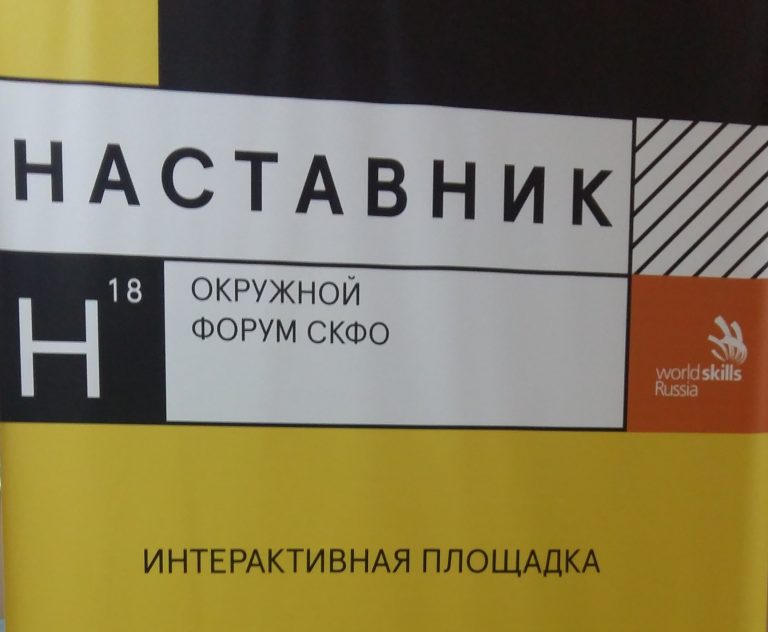 НАСТАВНИК
Н 18
ОКРУЖНОЙ
ФОРУМ СКФО
worldskills
Russia
ИНТЕРАКТИВНАЯ ПЛОЩАДКА